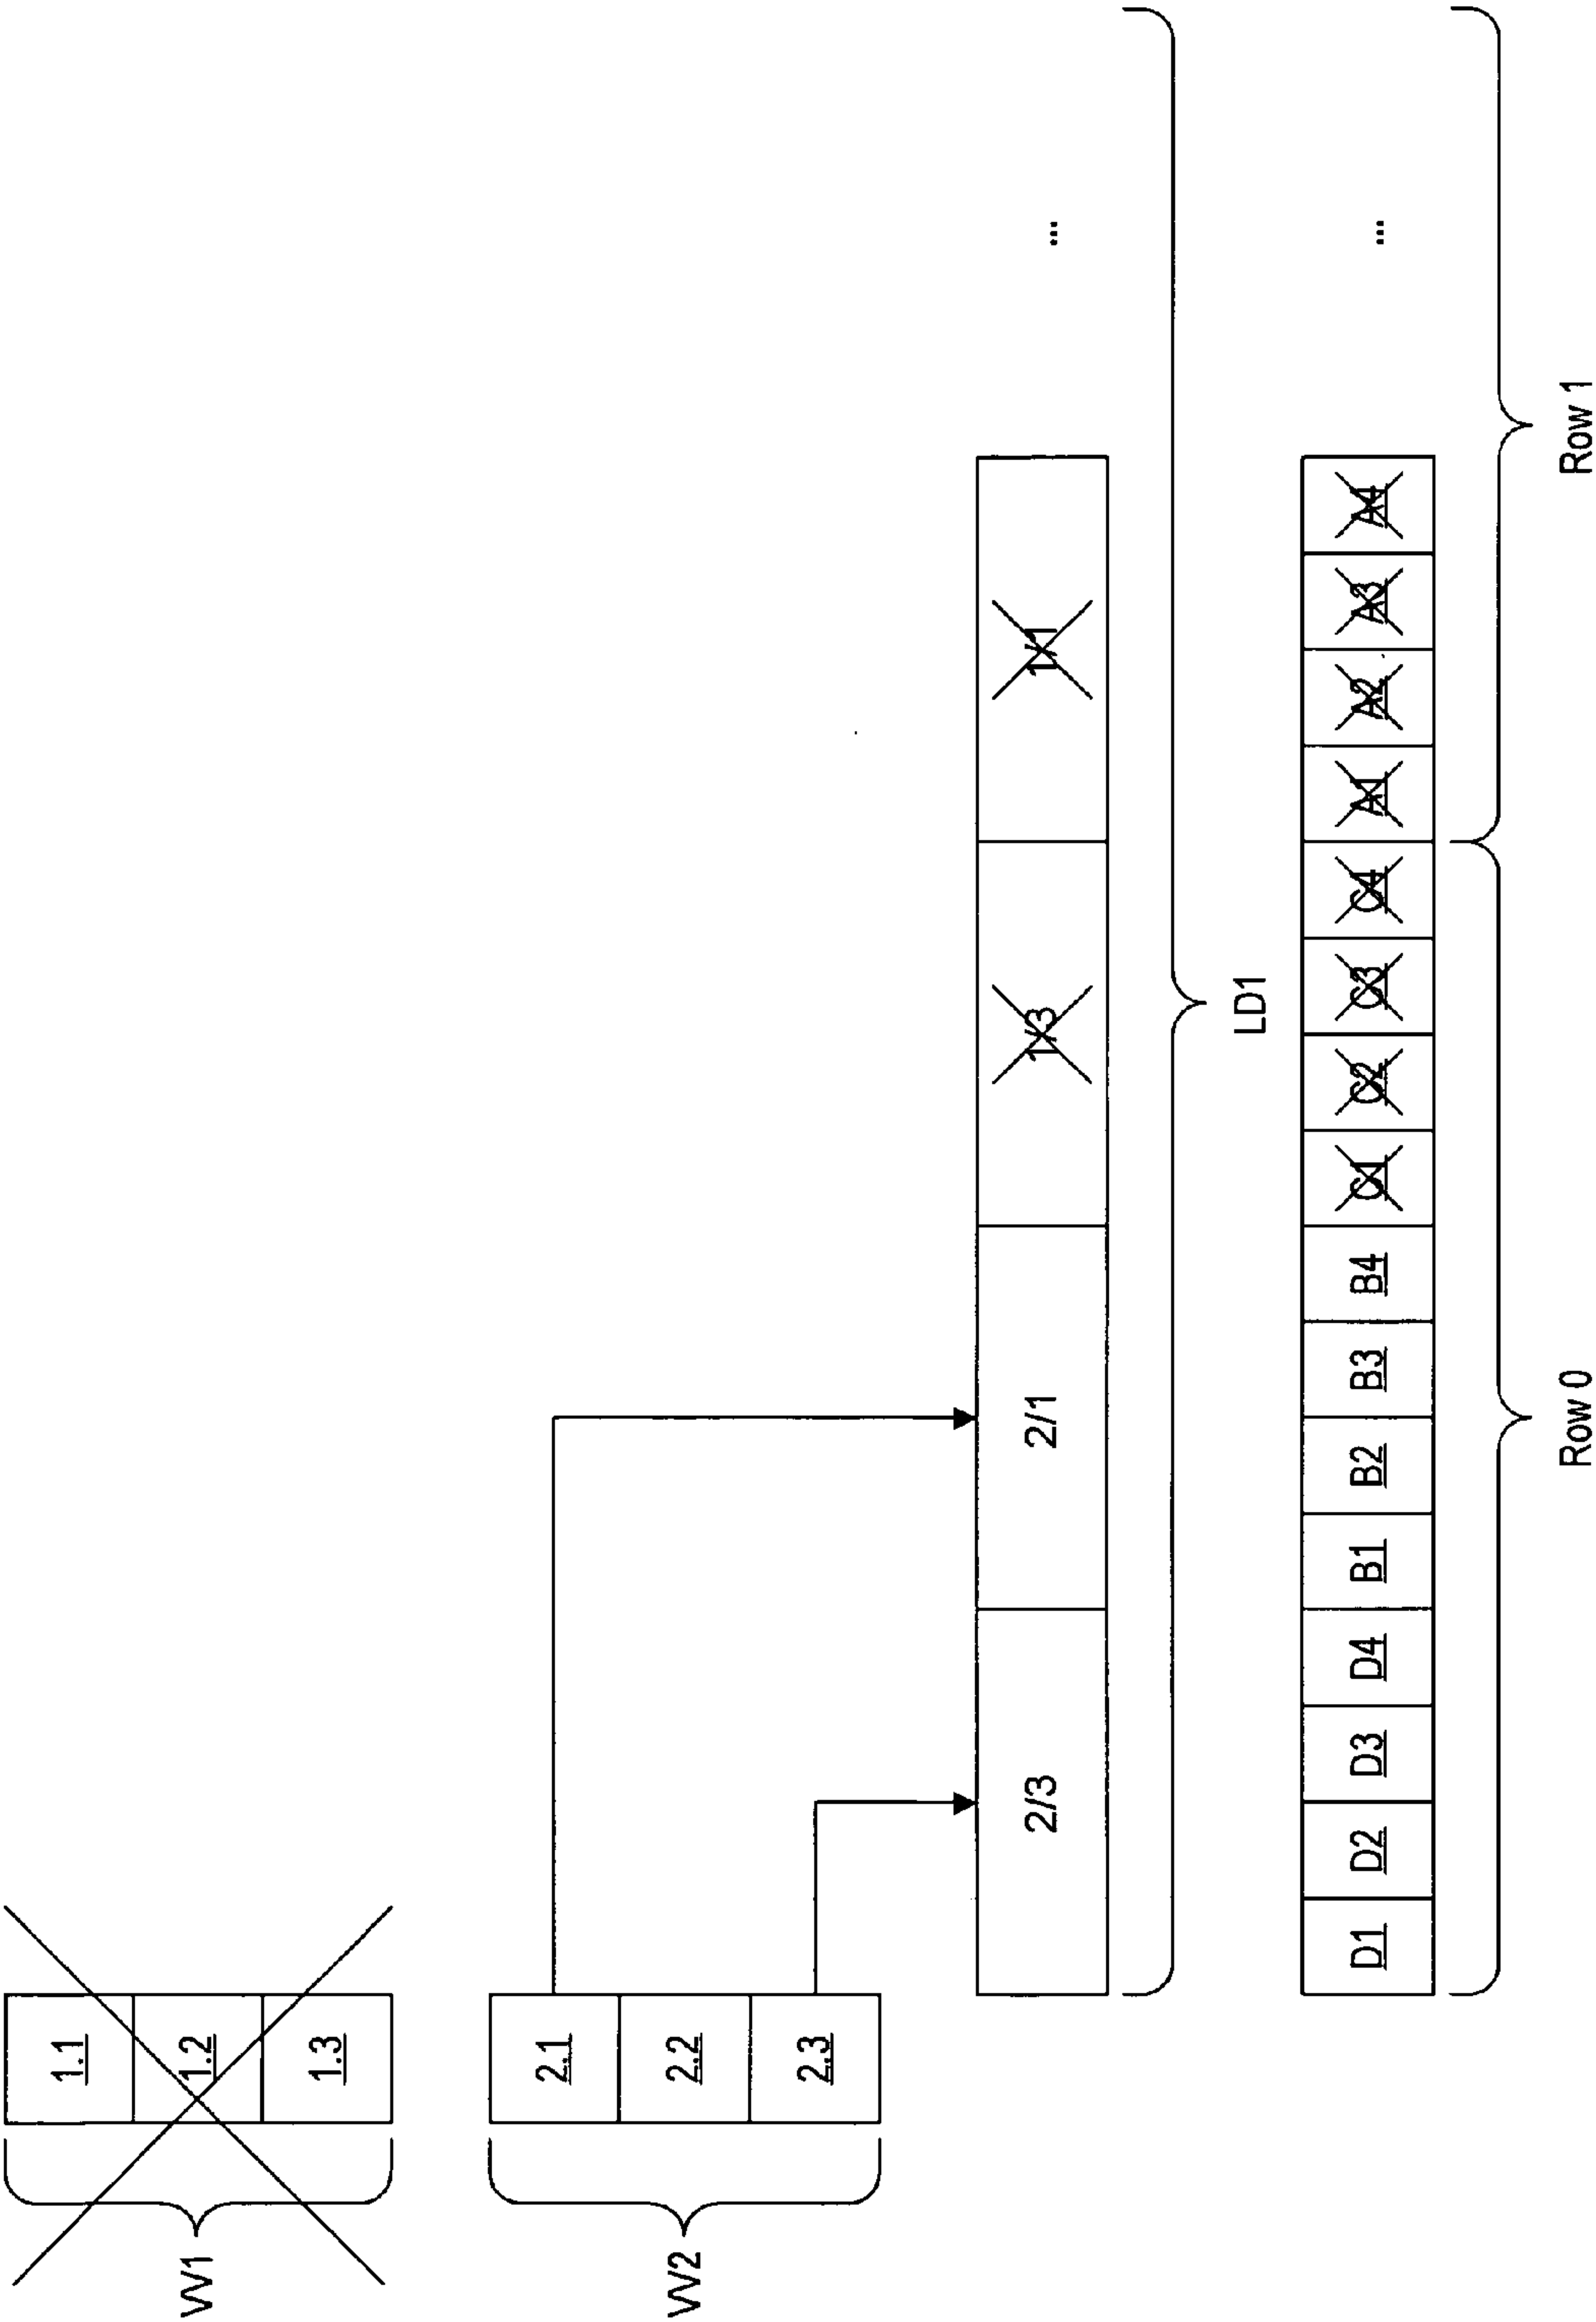 1.1
VV1 1.2
1.3
2.1
VV2 2.2
2.3
2/3 2/1 1/3 1/1 ...
LD1
D1 D2 D3 D4 B1 B2 B3 B4 C1 C2 C3 C4 A1 A2 A3 A4 ...
Row 0 Row 1